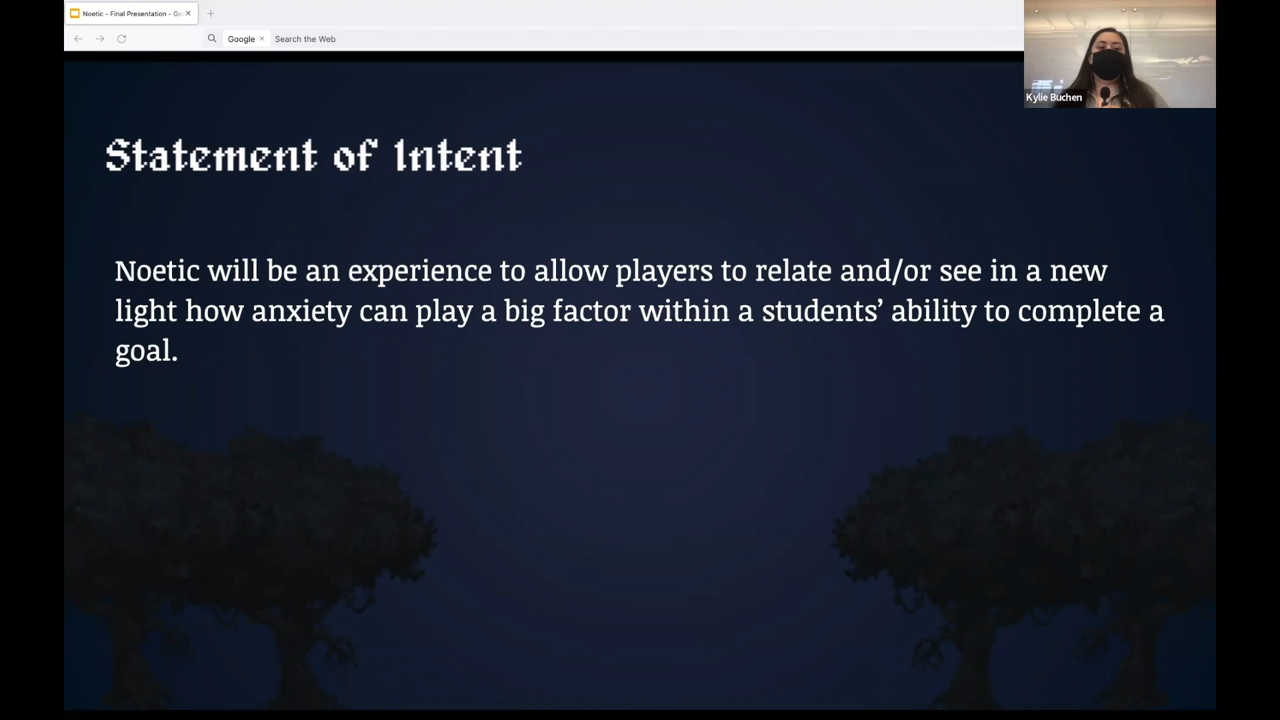 Noetic - Final Presentation - Go
Google
Search the Web
Kylie Buchen
Statement of Intent
Noetic will be an experience to allow players to relate and/or see in a new
light how anxiety can play a big factor within a students’ ability to complete a
goal.